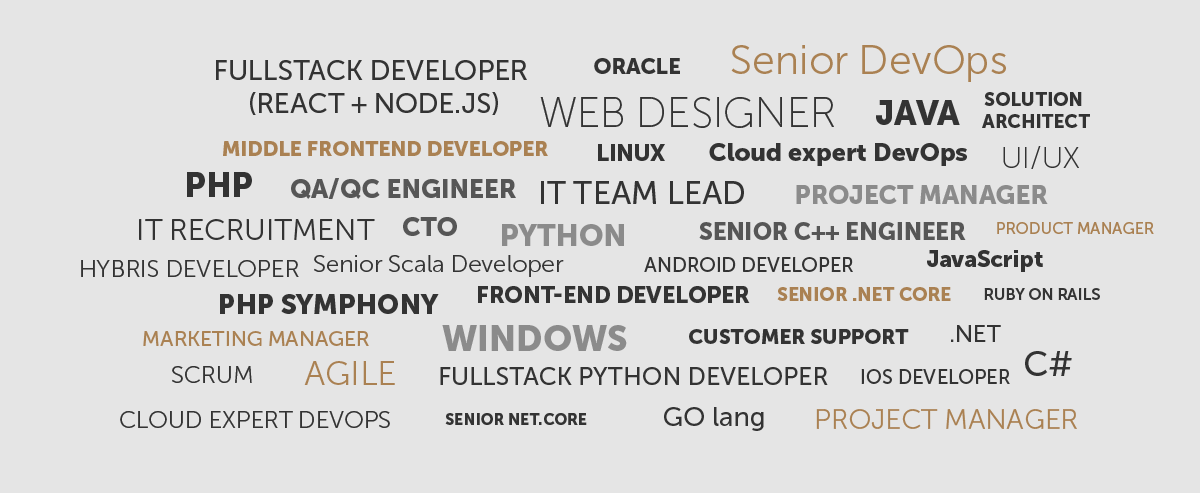 FULLSTACK DEVELOPER
(REACT + NODE.JS)
ORACLE
Senior DevOps
WEB DESIGNER
JAVA
SOLUTION
ARCHITECT
MIDDLE FRONTEND DEVELOPER
LINUX
Cloud expert DevOps
UI/UX
PHP
QA/QC ENGINEER
IT TEAM LEAD
PROJECT MANAGER
IT RECRUITMENT
CTO
PYTHON
SENIOR C++ ENGINEER
PRODUCT MANAGER
HYBRIS DEVELOPER
Senior Scala Developer
ANDROID DEVELOPER
JavaScript
PHP SYMPHONY
FRONT-END DEVELOPER
SENIOR .NET CORE
RUBY ON RAILS
MARKETING MANAGER
WINDOWS
CUSTOMER SUPPORT
.NET
SCRUM
AGILE
FULLSTACK PYTHON DEVELOPER
IOS DEVELOPER
C#
CLOUD EXPERT DEVOPS
SENIOR NET.CORE
GO lang
PROJECT MANAGER